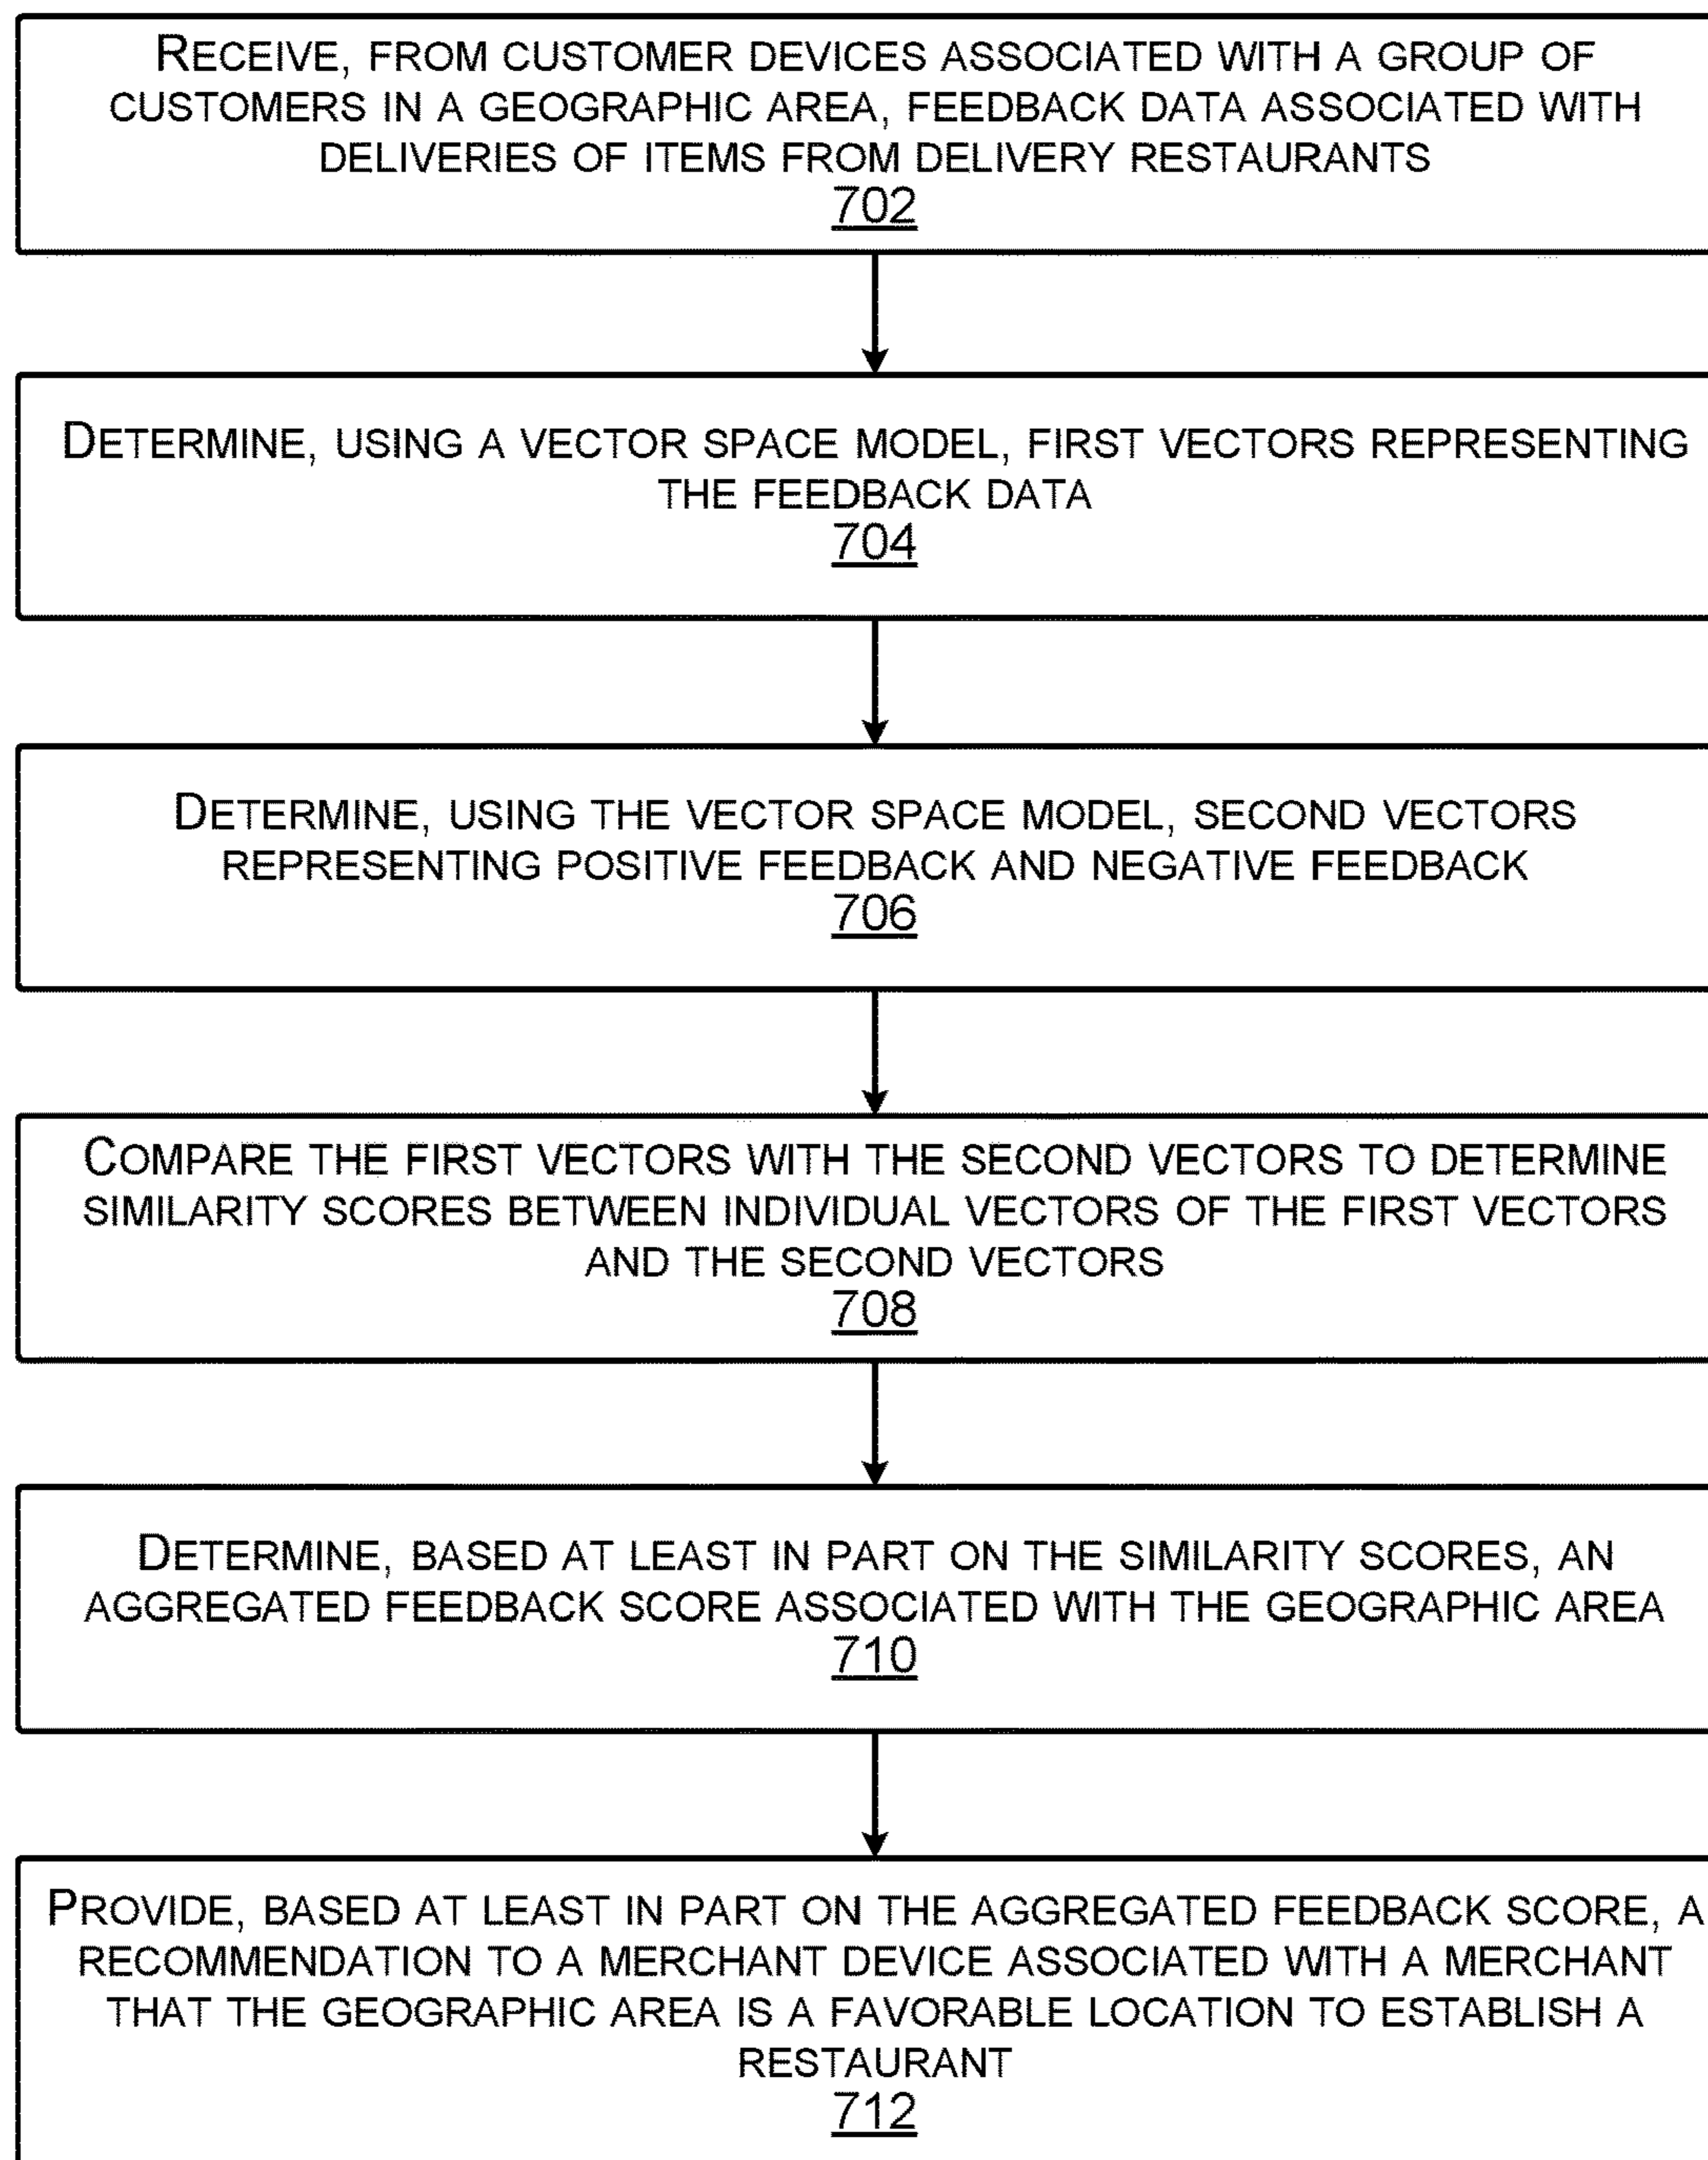 RECEIVE, FROM CUSTOMER DEVICES ASSOCIATED WITH A GROUP OF
CUSTOMERS IN A GEOGRAPHIC AREA, FEEDBACK DATA ASSOCIATED WITH
DELIVERIES OF ITEMS FROM DELIVERY RESTAURANTS
702
DETERMINE, USING A VECTOR SPACE MODEL, FIRST VECTORS REPRESENTING
THE FEEDBACK DATA
704
DETERMINE, USING THE VECTOR SPACE MODEL, SECOND VECTORS
REPRESENTING POSITIVE FEEDBACK AND NEGATIVE FEEDBACK
706
COMPARE THE FIRST VECTORS WITH THE SECOND VECTORS TO DETERMINE
SIMILARITY SCORES BETWEEN INDIVIDUAL VECTORS OF THE FIRST VECTORS
AND THE SECOND VECTORS
708
DETERMINE, BASED AT LEAST IN PART ON THE SIMILARITY SCORES, AN
AGGREGATED FEEDBACK SCORE ASSOCIATED WITH THE GEOGRAPHIC AREA
710
PROVIDE, BASED AT LEAST IN PART ON THE AGGREGATED FEEDBACK SCORE, A
RECOMMENDATION TO A MERCHANT DEVICE ASSOCIATED WITH A MERCHANT
THAT THE GEOGRAPHIC AREA IS A FAVORABLE LOCATION TO ESTABLISH A
RESTAURANT
712